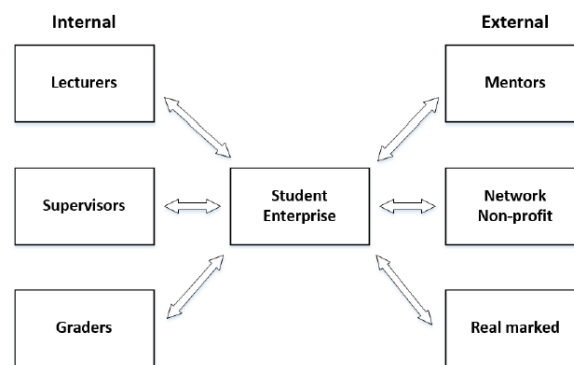 Internal
External
Lecturers
Mentors
Supervisors
Student
Enterprise
Network
Non-profit
Graders
Real marked